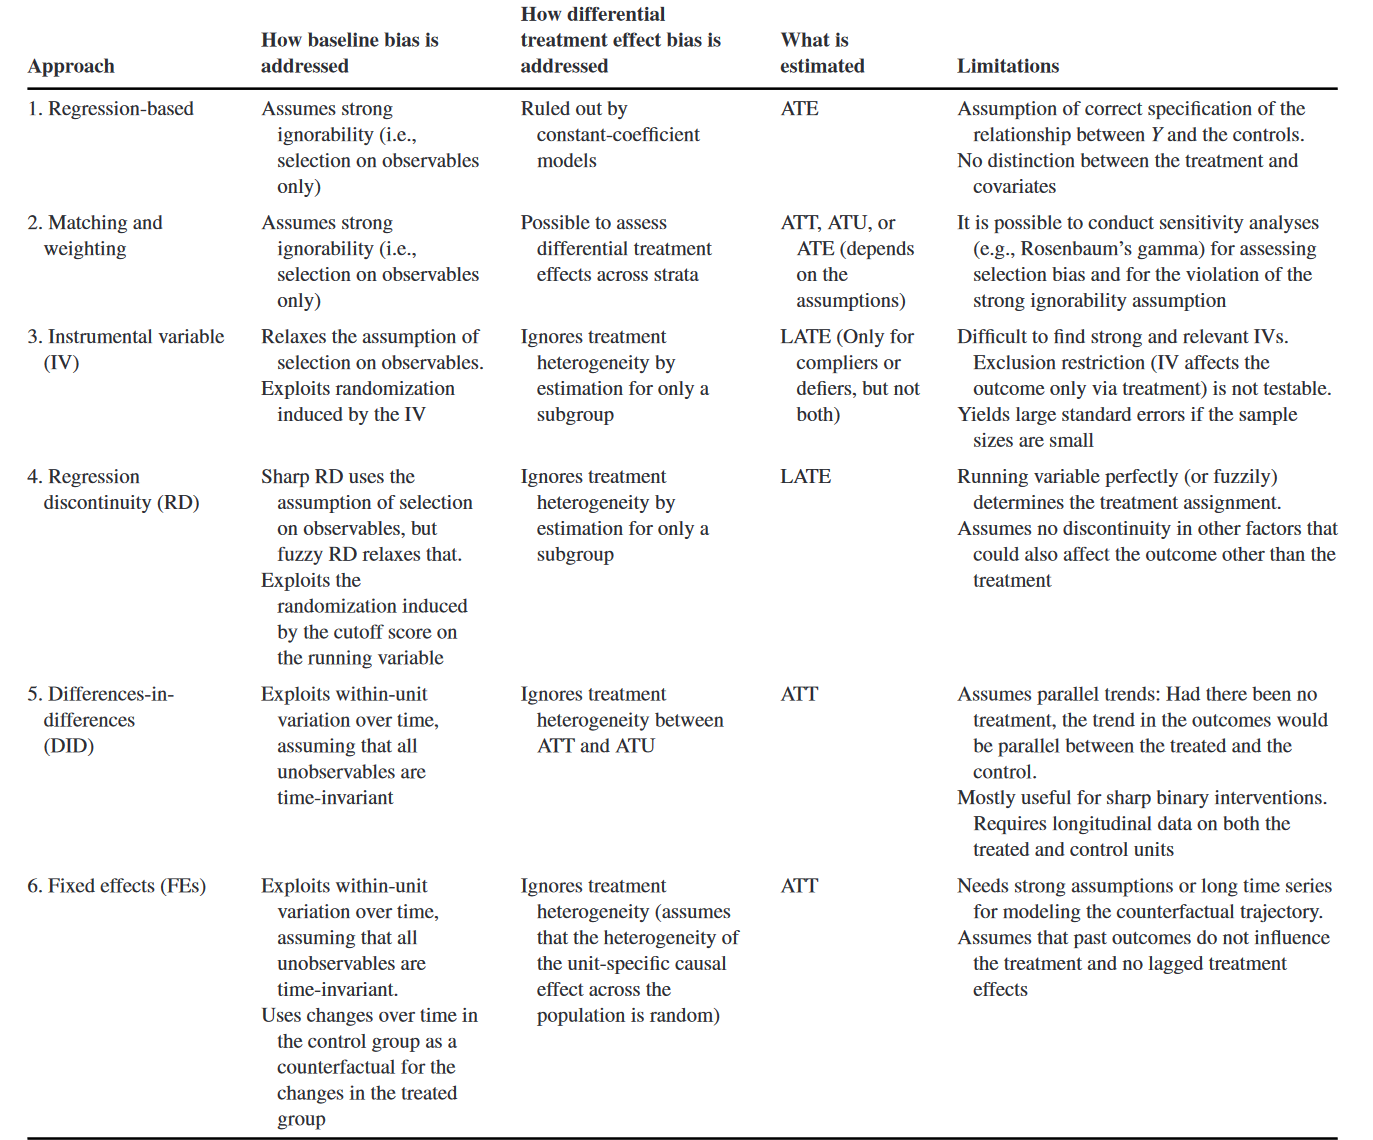 Approach
How baseline bias is
addressed
How differential
treatment effect bias is
addressed
What is
estimated
Limitations
1. Regression-based
Assumes strong
ignorability (i.e.,
selection on observables
only)
Ruled out by
constant-coefficient
models
ATE
Assumption of correct specification of the
relationship between Y and the controls.
No distinction between the treatment and
covariates
2. Matching and
weighting
Assumes strong
ignorability (i.e.,
selection on observables
only)
Possible to assess
differential treatment
effects across strata
ATT, ATU, or
ATE (depends
on the
assumptions)
It is possible to conduct sensitivity analyses
(e.g., Rosenbaum's gamma) for assessing
selection bias and for the violation of the
strong ignorability assumption
3. Instrumental variable
(IV)
Relaxes the assumption of
selection on observables.
Exploits randomization
induced by the IV
Ignores treatment
heterogeneity by
estimation for only a
subgroup
LATE (Only for
compliers or
defiers, but not
both)
Difficult to find strong and relevant IVs.
Exclusion restriction (IV affects the
outcome only via treatment) is not testable.
Yields large standard errors if the sample
sizes are small
4. Regression
discontinuity (RD)
Sharp RD uses the
assumption of selection
on observables, but
fuzzy RD relaxes that.
Exploits the
randomization induced
by the cutoff score on
the running variable
Ignores treatment
heterogeneity by
estimation for only a
subgroup
LATE
Running variable perfectly (or fuzzily)
determines the treatment assignment.
Assumes no discontinuity in other factors that
could also affect the outcome other than the
treatment
5. Differences-in-
differences
(DID)
Exploits within-unit
variation over time,
assuming that all
unobservables are
time-invariant
Ignores treatment
heterogeneity between
ATT and ATU
ATT
Assumes parallel trends: Had there been no
treatment, the trend in the outcomes would
be parallel between the treated and the
control.
Mostly useful for sharp binary interventions.
Requires longitudinal data on both the
treated and control units
6. Fixed effects (FEs)
Exploits within-unit
variation over time,
assuming that all
unobservables are
time-invariant.
Uses changes over time in
the control group as a
counterfactual for the
changes in the treated
group
Ignores treatment
heterogeneity (assumes
that the heterogeneity of
the unit-specific causal
effect across the
population is random)
ATT
Needs strong assumptions or long time series
for modeling the counterfactual trajectory.
Assumes that past outcomes do not influence
the treatment and no lagged treatment
effects